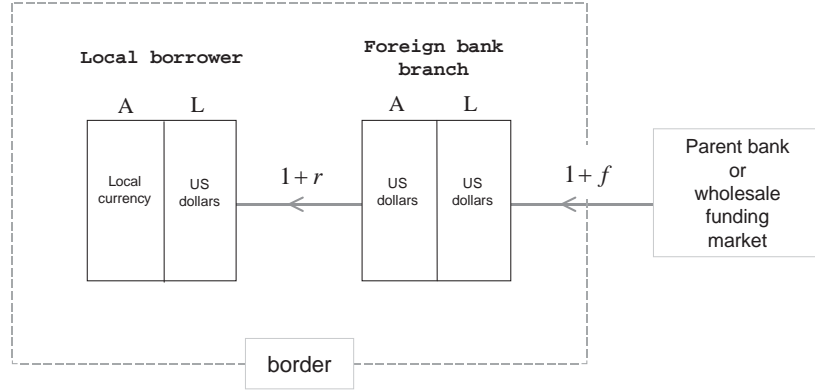 Local borrower
Foreign bank
branch
A
L
A
L
Local
currency
US
dollars
1 + r
US
dollars
US
dollars
1 + f
Parent bank
or
wholesale
funding
market
border